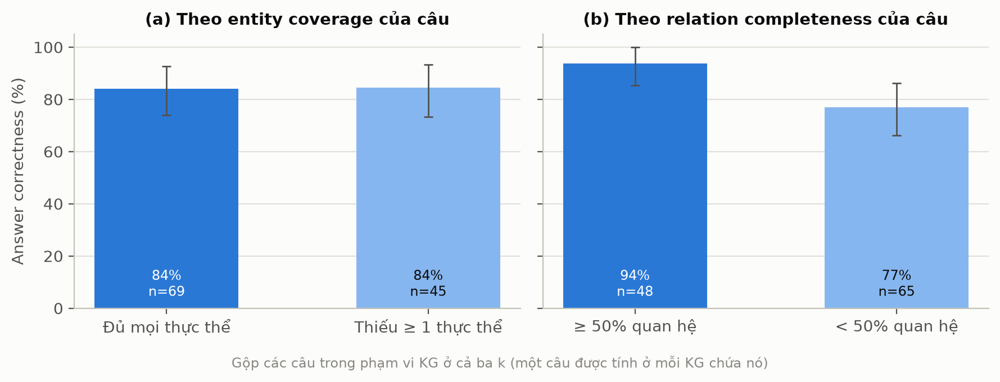 (a) Theo entity coverage của câu
(b) Theo relation completeness của câu
Answer correctness (%)
100
80
60
40
20
0
84%
n=69
84%
n=45
94%
n=48
77%
n=65
Đủ mọi thực thể
Thiếu ≥ 1 thực thể
≥ 50% quan hệ
< 50% quan hệ
Gộp các câu trong phạm vi KG ở cả ba k (một câu được tính ở mỗi KG chứa nó)